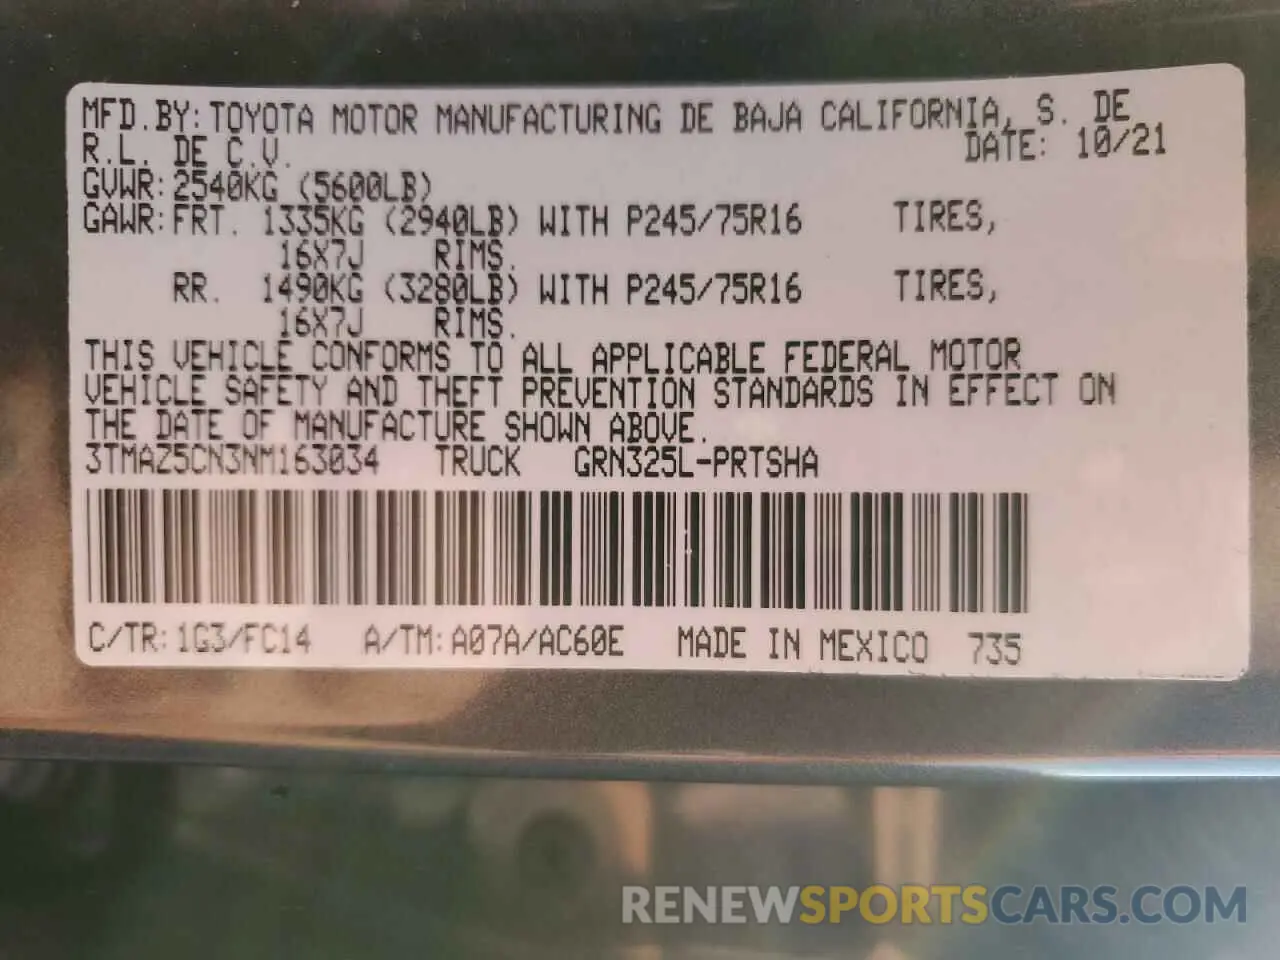 MFD.BY: TOYOTA MOTOR MANUFACTURING DE BAJA CALIFORNIA, S. DE
R.L. DE C.V. DATE: 10/21
GVWR: 2540KG (5600LB)
GAWR: FRT. 1335KG (2940LB) WITH P245/75R16 TIRES,
16X7J RIMS.
RR. 1490KG (3280LB) WITH P245/75R16 TIRES,
16X7J RIMS.
THIS VEHICLE CONFORMS TO ALL APPLICABLE FEDERAL MOTOR
VEHICLE SAFETY AND THEFT PREVENTION STANDARDS IN EFFECT ON
THE DATE OF MANUFACTURE SHOWN ABOVE.
3TMAZ5CN3NM163034 TRUCK GRN325L-PRTSHA
C/TR: 1G3/FC14 A/TM: A07A/AC60E MADE IN MEXICO 735
RENEWSPORTSCARS.COM